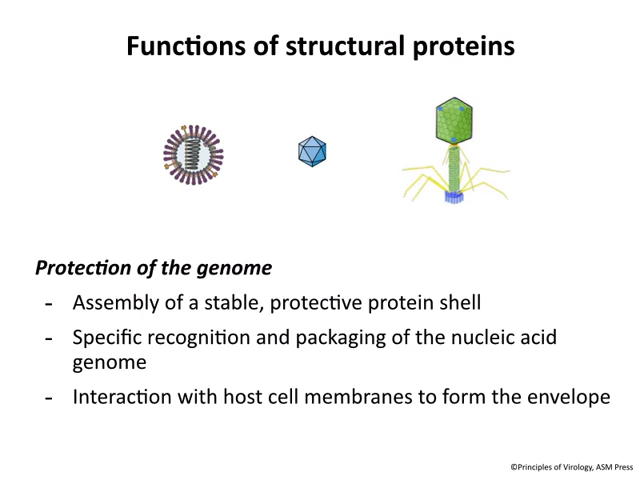 Functions of structural proteins
Protection of the genome
- Assembly of a stable, protective protein shell
- Specific recognition and packaging of the nucleic acid
genome
- Interaction with host cell membranes to form the envelope
©Principles of Virology, ASM Press